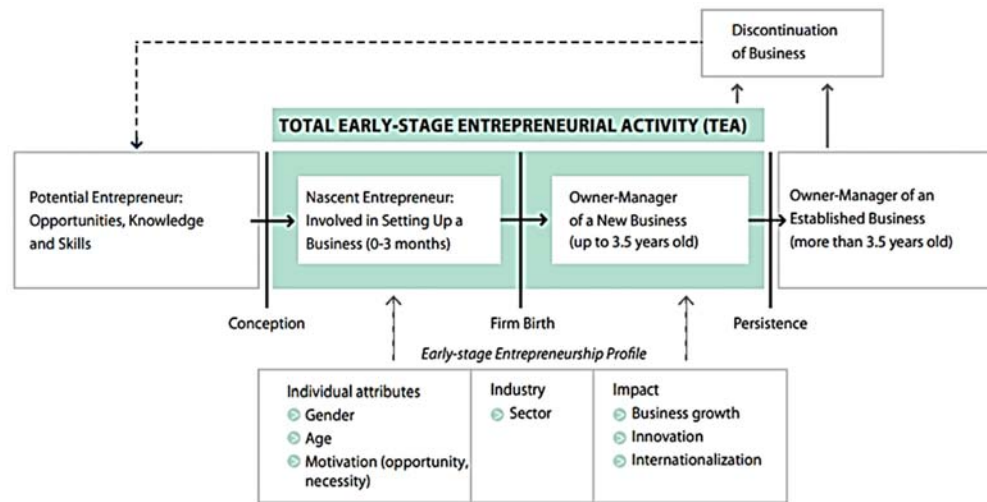 Discontinuation
of Business
TOTAL EARLY-STAGE ENTREPRENEURIAL ACTIVITY (TEA)
Potential Entrepreneur:
Opportunities, Knowledge
and Skills
Nascent Entrepreneur:
Involved in Setting Up a
Business (0-3 months)
Owner-Manager
of a New Business
(up to 3.5 years old)
Owner-Manager of an
Established Business
(more than 3.5 years old)
Conception
Firm Birth
Persistence
Early-stage Entrepreneurship Profile
Individual attributes
Gender
Age
Motivation (opportunity,
necessity)
Industry
Sector
Impact
Business growth
Innovation
Internationalization